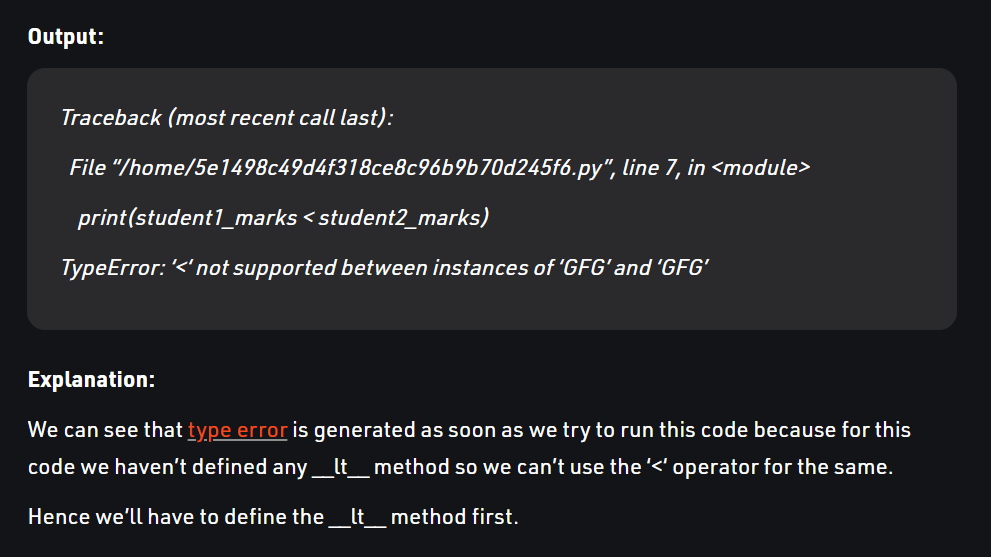 Output:
Traceback (most recent call last):
File “/home/5e1498c49d4f318ce8c96b9b70d245f6.py”, line 7, in <module>
print(student1_marks < student2_marks)
TypeError: ‘<‘ not supported between instances of ‘GFG’ and ‘GFG’
Explanation:
We can see that type error is generated as soon as we try to run this code because for this
code we haven’t defined any __lt__ method so we can’t use the ‘<‘ operator for the same.
Hence we’ll have to define the __lt__ method first.